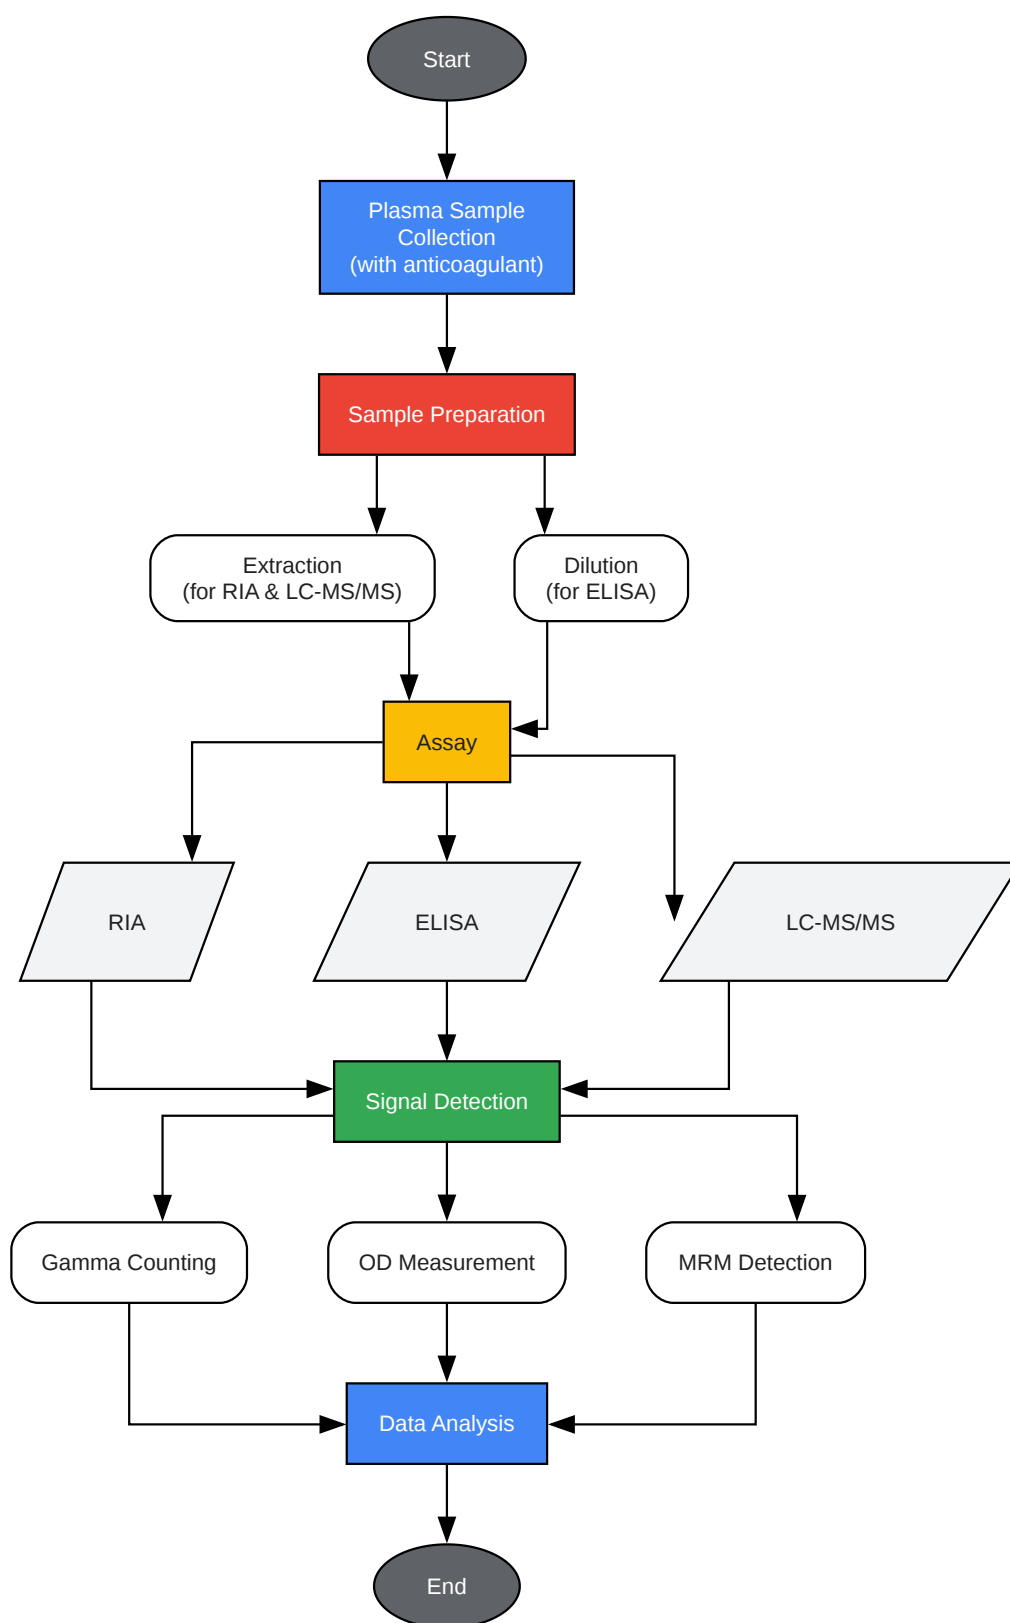 Start
Plasma Sample
Collection
(with anticoagulant)
Sample Preparation
Extraction
(for RIA & LC-MS/MS)
Dilution
(for ELISA)
Assay
RIA
ELISA
LC-MS/MS
Signal Detection
Gamma Counting
OD Measurement
MRM Detection
Data Analysis
End